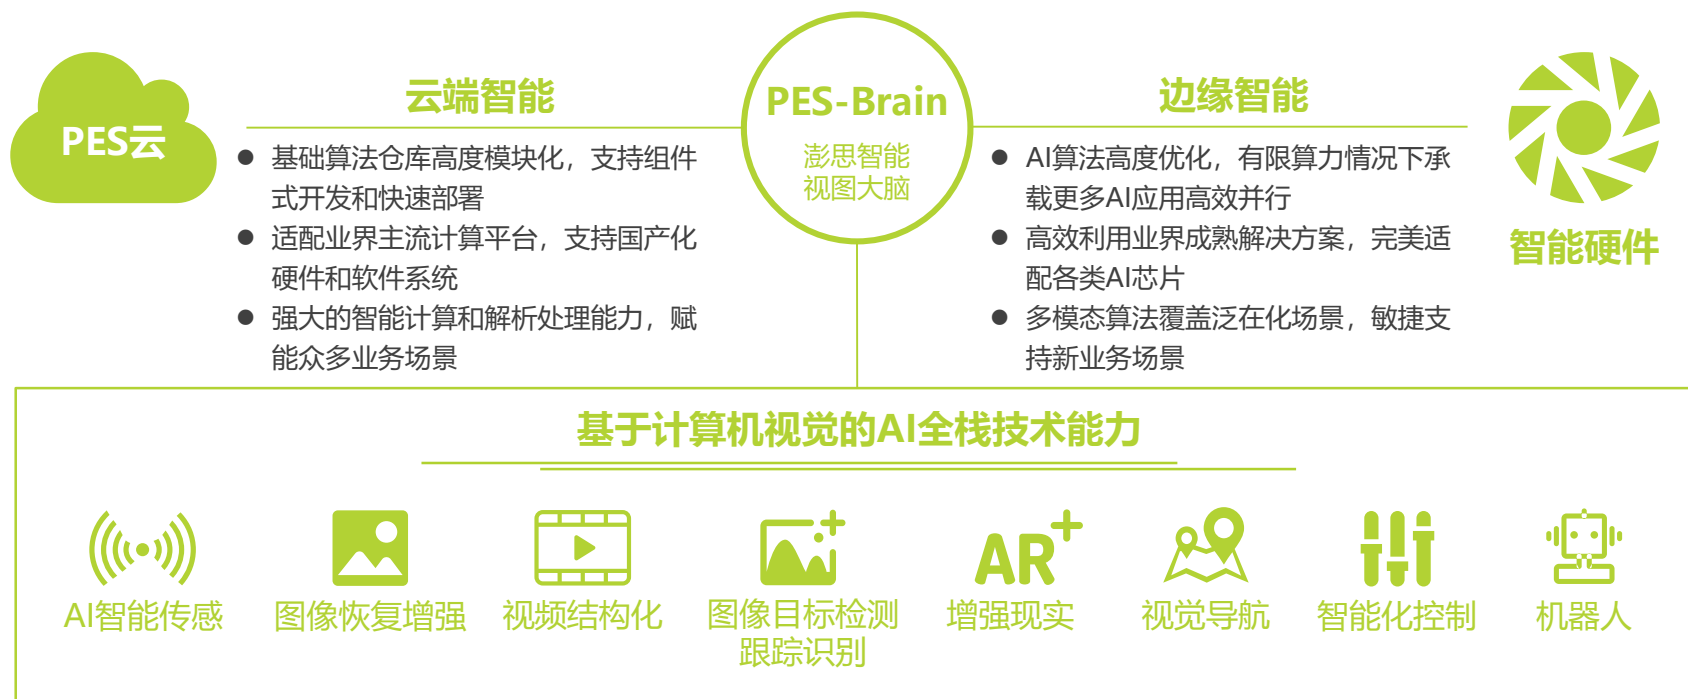 PES云
云端智能
基础算法仓库高度模块化，支持组件
式开发和快速部署
适配业界主流计算平台，支持国产化
硬件和软件系统
强大的智能计算和解析处理能力，赋
能众多业务场景
PES-Brain
澎思智能
视图大脑
边缘智能
AI算法高度优化，有限算力情况下承
载更多AI应用高效并行
高效利用业界成熟解决方案，完美适
配各类AI芯片
多模态算法覆盖泛在化场景，敏捷支
持新业务场景
智能硬件
基于计算机视觉的AI全栈技术能力
AI智能传感
图像恢复增强
视频结构化
图像目标检测
跟踪识别
AR+
增强现实
视觉导航
智能化控制
机器人